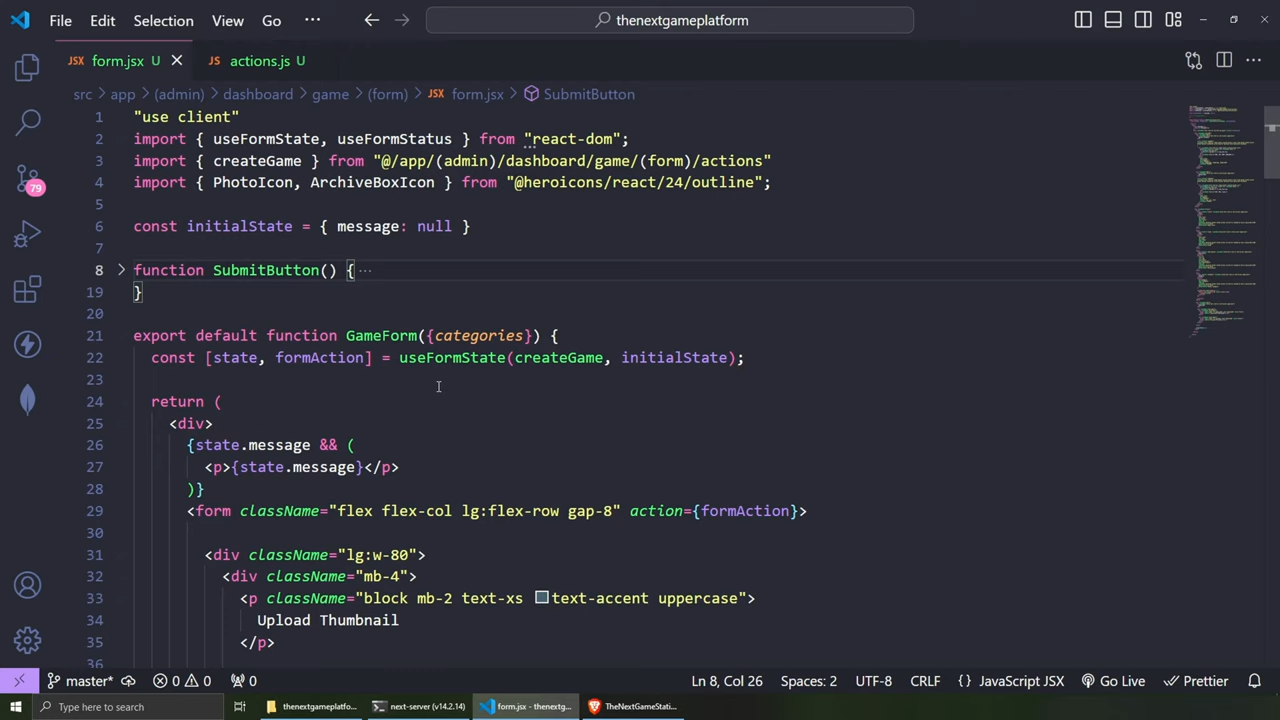 File Edit Selection View Go ··· thenextgameplatform
JSX form.jsx U JS actions.js U
src > app > (admin) > dashboard > game > (form) > JSX form.jsx > SubmitButton
1 "use client"
2 import { useFormState, useFormStatus } from "react-dom";
3 import { createGame } from "@/app/(admin)/dashboard/game/(form)/actions"
4 import { PhotoIcon, ArchiveBoxIcon } from "@heroicons/react/24/outline";
5
6 const initialState = { message: null }
7
8 function SubmitButton() { ···
19 }
20
21 export default function GameForm({categories}) {
22 const [state, formAction] = useFormState(createGame, initialState);
23
24 return (
25 <div>
26 {state.message && (
27 <p>{state.message}</p>
28 )}
29 <form className="flex flex-col lg:flex-row gap-8" action={formAction}>
30
31 <div className="lg:w-80">
32 <div className="mb-4">
33 <p className="block mb-2 text-xs text-accent uppercase">
34 Upload Thumbnail
35 </p>
36
79
master* 0 0 0 Ln 8, Col 26 Spaces: 2 UTF-8 CRLF {} JavaScript JSX Go Live Prettier
Type here to search thenextgameplatfo... next-server (v14.2.14) form.jsx - thenextg... TheNextGameStati...